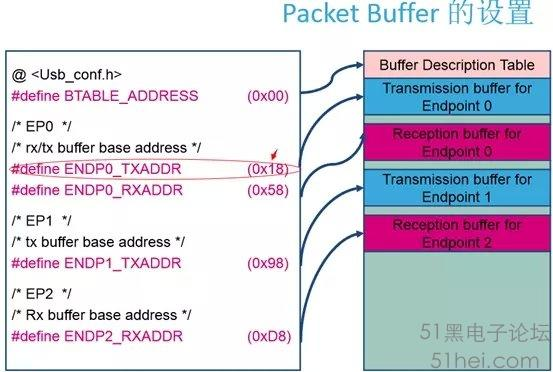 Packet Buffer 的设置
@ <Usb_conf.h>
#define BTABLE_ADDRESS (0x00)
/* EP0 */
/* rx/tx buffer base address */
#define ENDP0_TXADDR (0x18)
#define ENDP0_RXADDR (0x58)
/* EP1 */
/* tx buffer base address */
#define ENDP1_TXADDR (0x98)
/* EP2 */
/* Rx buffer base address */
#define ENDP2_RXADDR (0xD8)
Buffer Description Table
Transmission buffer for
Endpoint 0
Reception buffer for
Endpoint 0
Transmission buffer for
Endpoint 1
Reception buffer for
Endpoint 2
51黑电子论坛
51hei.com